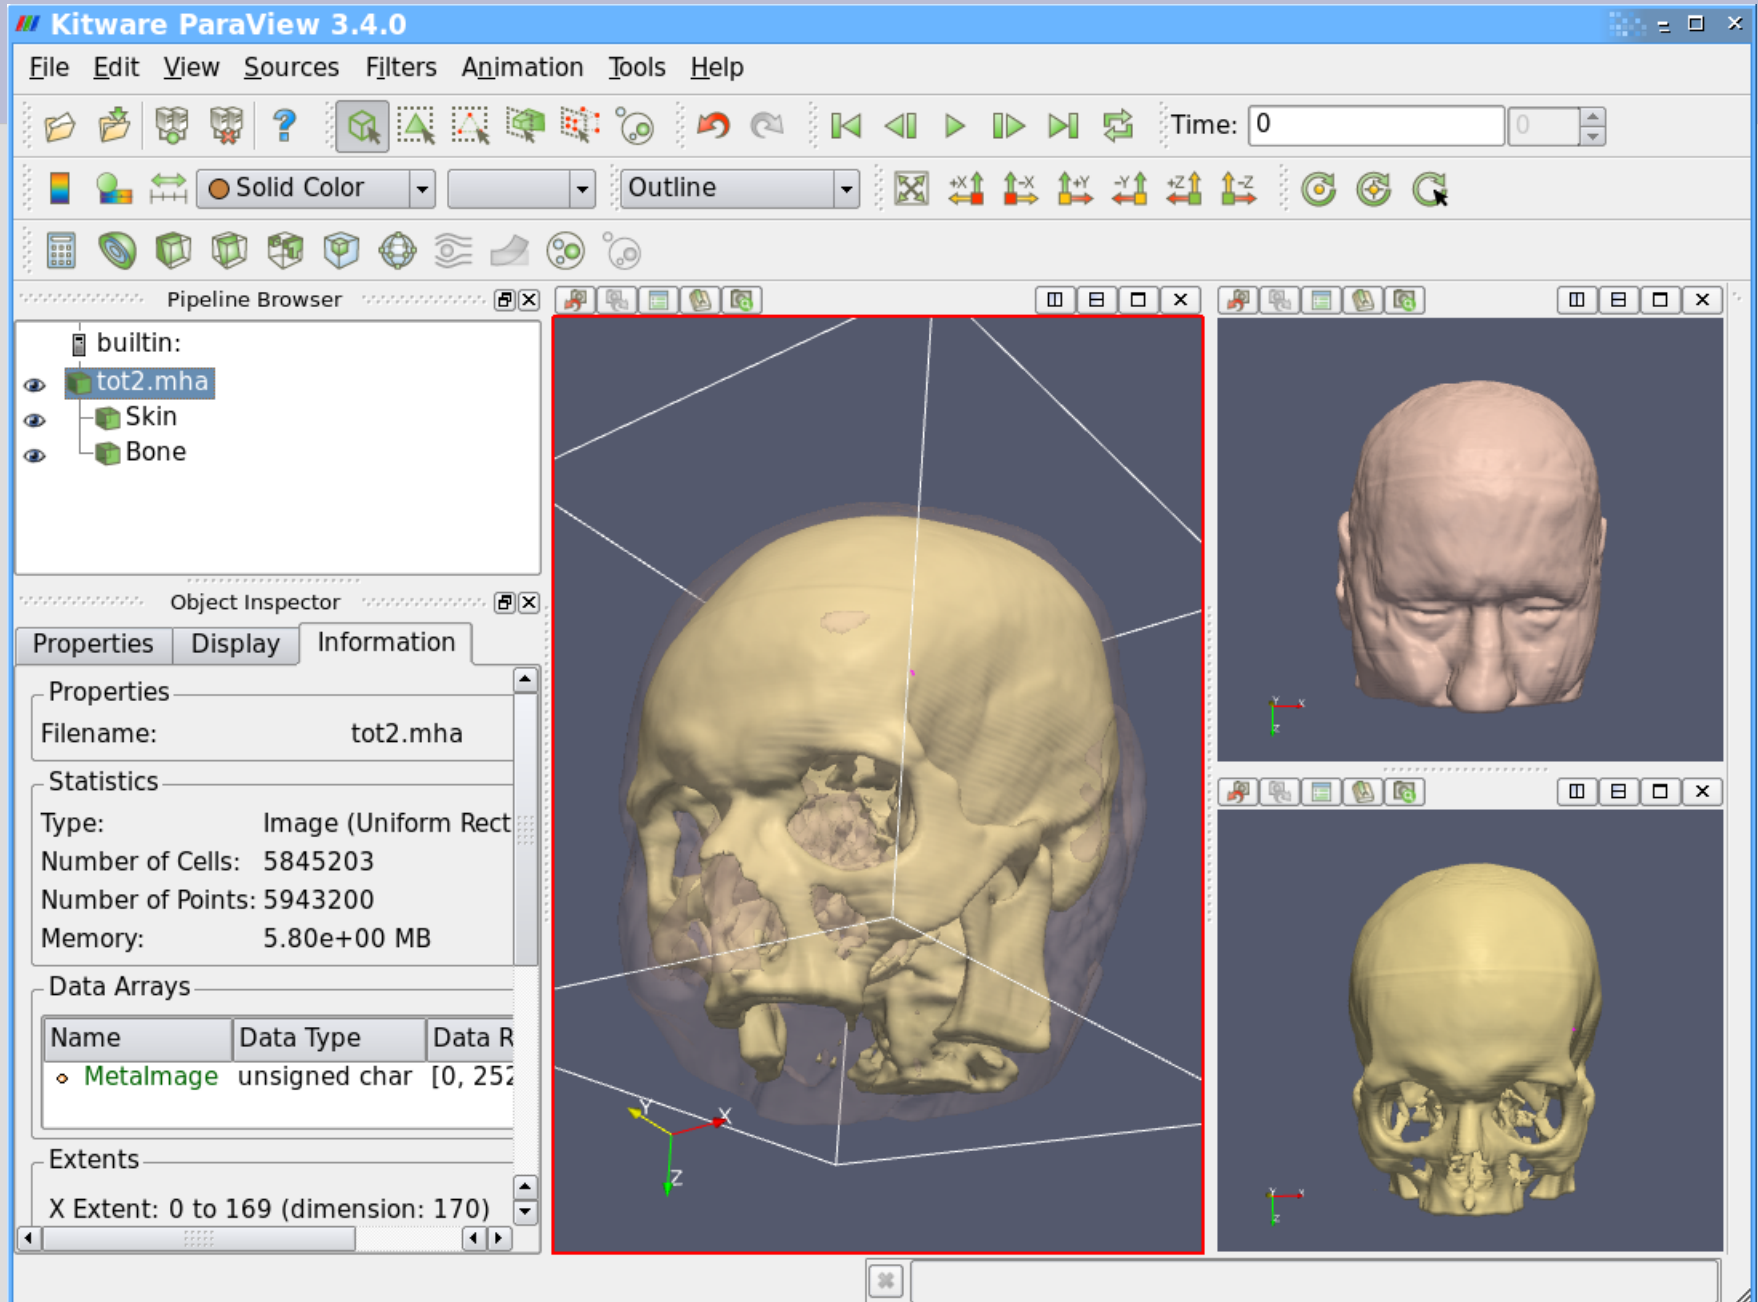 Kitware ParaView 3.4.0
File Edit View Sources Filters Animation Tools Help
? Time: 0 0
Solid Color Outline +X -X +Y -Y +Z -Z
Pipeline Browser
builtin:
tot2.mha
Skin
Bone
Object Inspector
Properties Display Information
Properties
Filename: tot2.mha
Statistics
Type: Image (Uniform Rect
Number of Cells: 5845203
Number of Points: 5943200
Memory: 5.80e+00 MB
Data Arrays
Name Data Type Data R
MetaImage unsigned char [0, 252
Extents
X Extent: 0 to 169 (dimension: 170)
Y X
Z
Y X
Z
Y X
Z